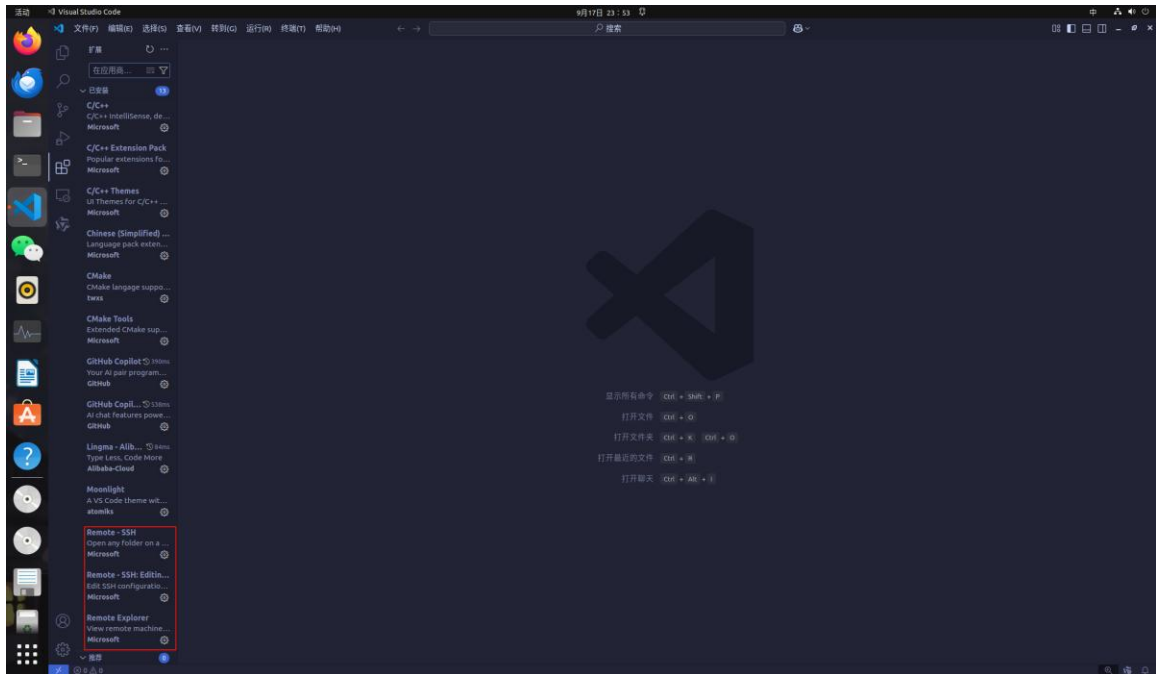 活动
Visual Studio Code
9月17日 23：53
中
文件(F) 编辑(E) 选择(S) 查看(V) 转到(G) 运行(R) 终端(T) 帮助(H)
搜索
扩展
在应用商...
已安装 13
C/C++
C/C++ IntelliSense, de...
Microsoft
C/C++ Extension Pack
Popular extensions fo...
Microsoft
C/C++ Themes
UI Themes for C/C++ ...
Microsoft
Chinese (Simplified) ...
Language pack exten...
Microsoft
CMake
CMake langage suppo...
twxs
CMake Tools
Extended CMake sup...
Microsoft
GitHub Copilot 390ms
Your AI pair program...
GitHub
GitHub Copil... 538ms
AI chat features powe...
GitHub
Lingma - Alib... 84ms
Type Less, Code More
Alibaba-Cloud
Moonlight
A VS Code theme wit...
atomiks
Remote - SSH
Open any folder on a ...
Microsoft
Remote - SSH: Editin...
Edit SSH configuratio...
Microsoft
Remote Explorer
View remote machine...
Microsoft
推荐 0
0 0
显示所有命令 Ctrl + Shift + P
打开文件 Ctrl + O
打开文件夹 Ctrl + K Ctrl + O
打开最近的文件 Ctrl + R
打开聊天 Ctrl + Alt + I